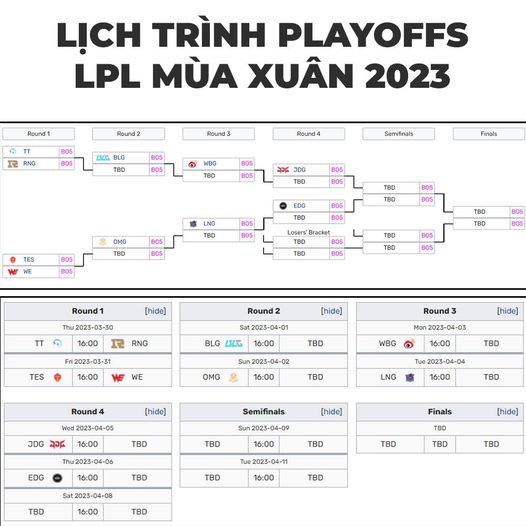 LỊCH TRÌNH PLAYOFFS
LPL MÙA XUÂN 2023
Round 1 Round 2 Round 3 Round 4 Semifinals Finals
TT BO5
RNG BO5
BLG BO5
TBD BO5
WBG BO5
TBD BO5
JDG BO5
TBD BO5
TBD BO5
TBD BO5
EDG BO5
TBD BO5
TBD BO5
TBD BO5
LNG BO5
TBD BO5
Losers' Bracket
TBD BO5
TBD BO5
TBD BO5
TBD BO5
OMG BO5
TBD BO5
TES BO5
WE BO5
Round 1 [hide]
Thu 2023-03-30
TT 16:00 RNG
Fri 2023-03-31
TES 16:00 WE
Round 2 [hide]
Sat 2023-04-01
BLG 16:00 TBD
Sun 2023-04-02
OMG 16:00 TBD
Round 3 [hide]
Mon 2023-04-03
WBG 16:00 TBD
Tue 2023-04-04
LNG 16:00 TBD
Round 4 [hide]
Wed 2023-04-05
JDG 16:00 TBD
Thu 2023-04-06
EDG 16:00 TBD
Sat 2023-04-08
TBD 16:00 TBD
Semifinals [hide]
Sun 2023-04-09
TBD 16:00 TBD
Tue 2023-04-11
TBD 16:00 TBD
Finals [hide]
TBD
TBD TBD TBD